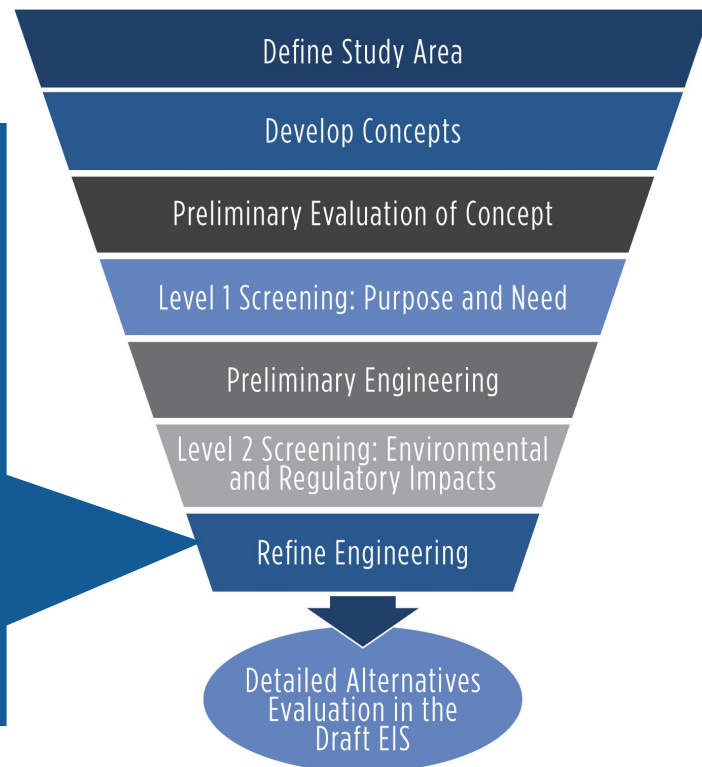 Define Study Area
Develop Concepts
Preliminary Evaluation of Concept
Level 1 Screening: Purpose and Need
Preliminary Engineering
Level 2 Screening: Environmental
and Regulatory Impacts
Refine Engineering
Detailed Alternatives
Evaluation in the
Draft EIS